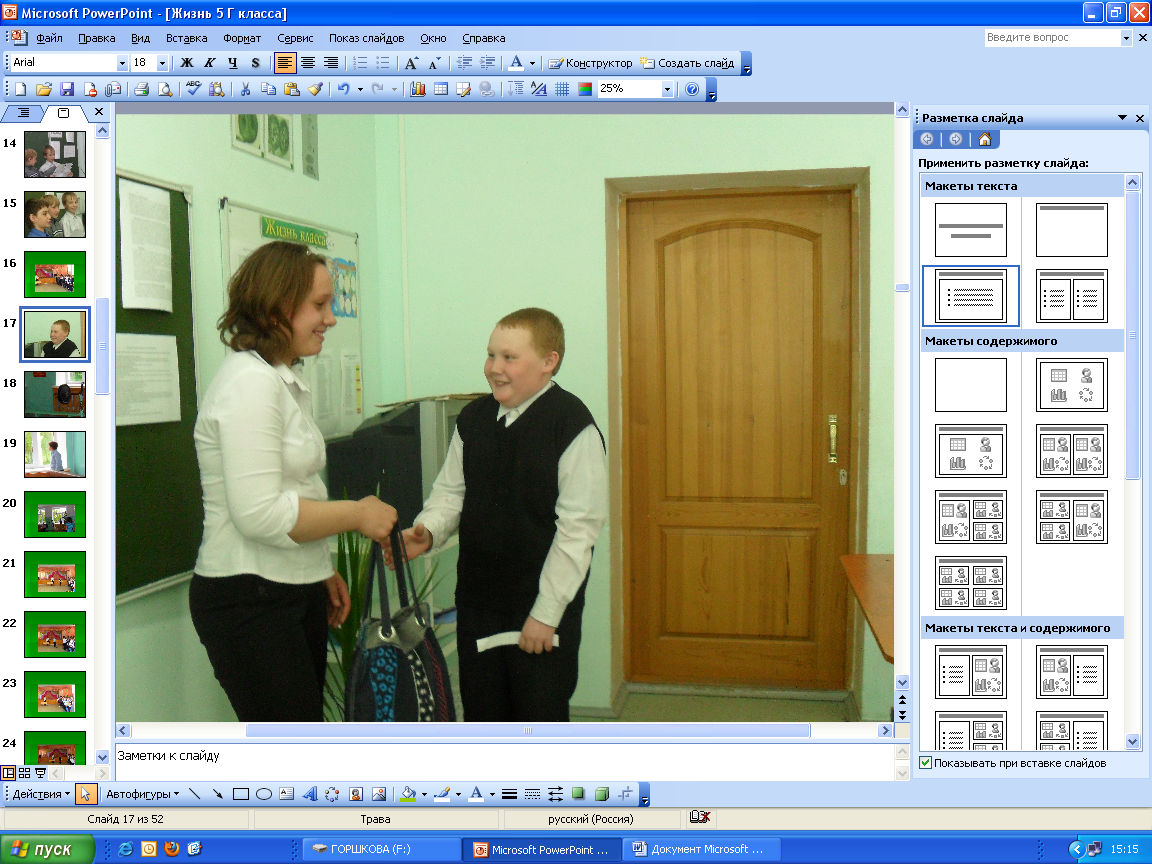 Microsoft PowerPoint - [Жизнь 5 Г класса]
Файл Правка Вид Вставка Формат Сервис Показ слайдов Окно Справка Введите вопрос
Arial 18 Ж К Ч S Конструктор Создать слайд
25%
Разметка слайда
Применить разметку слайда:
Макеты текста
Макеты содержимого
Макеты текста и содержимого
Показывать при вставке слайдов
14
15
16
17
18
19
20
21
22
23
24
Жизнь класса
Заметки к слайду
Действия Автофигуры
Слайд 17 из 52 Трава русский (Россия)
пуск ГОРШКОВА (F:) Microsoft PowerPoint ... Документ Microsoft ... 15:15